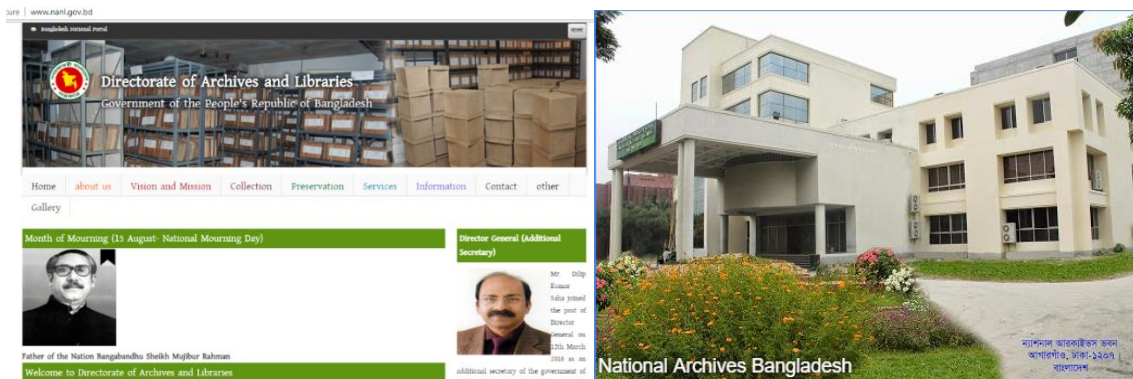 www.nanl.gov.bd
Bangladesh National Portal
বাংলা
Directorate of Archives and Libraries
Government of the People's Republic of Bangladesh
Home about us Vision and Mission Collection Preservation Services Information Contact other
Gallery
Month of Mourning (15 August- National Mourning Day)
Father of the Nation Bangabandhu Sheikh Mujibur Rahman
Welcome to Directorate of Archives and Libraries
Director General (Additional
Secretary)
Mr. Dilip
Kumar
Saha joined
the post of
Director
General on
12th March
2018 as an
additional secretary of the government of
National Archives Bangladesh
ন্যাশনাল আরকাইভস ভবন
আগারগাঁও, ঢাকা-১২০৭
বাংলাদেশ